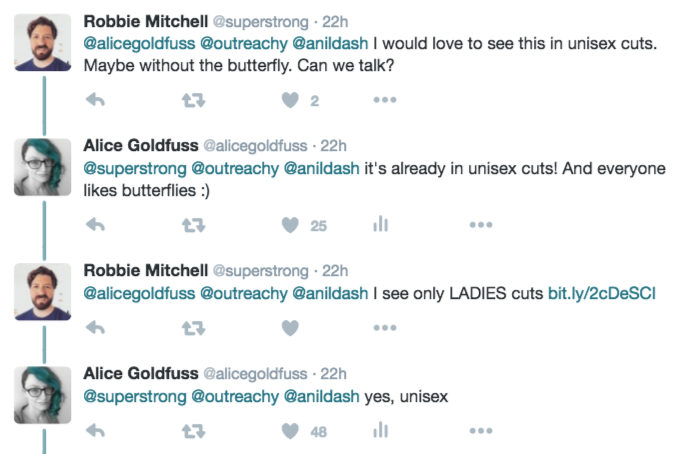 Robbie Mitchell @superstrong · 22h
@alicegoldfuss @outreachy @anildash I would love to see this in unisex cuts.
Maybe without the butterfly. Can we talk?
2
Alice Goldfuss @alicegoldfuss · 22h
@superstrong @outreachy @anildash it's already in unisex cuts! And everyone
likes butterflies :)
25
Robbie Mitchell @superstrong · 22h
@alicegoldfuss @outreachy @anildash I see only LADIES cuts bit.ly/2cDeSCI
Alice Goldfuss @alicegoldfuss · 22h
@superstrong @outreachy @anildash yes, unisex
48